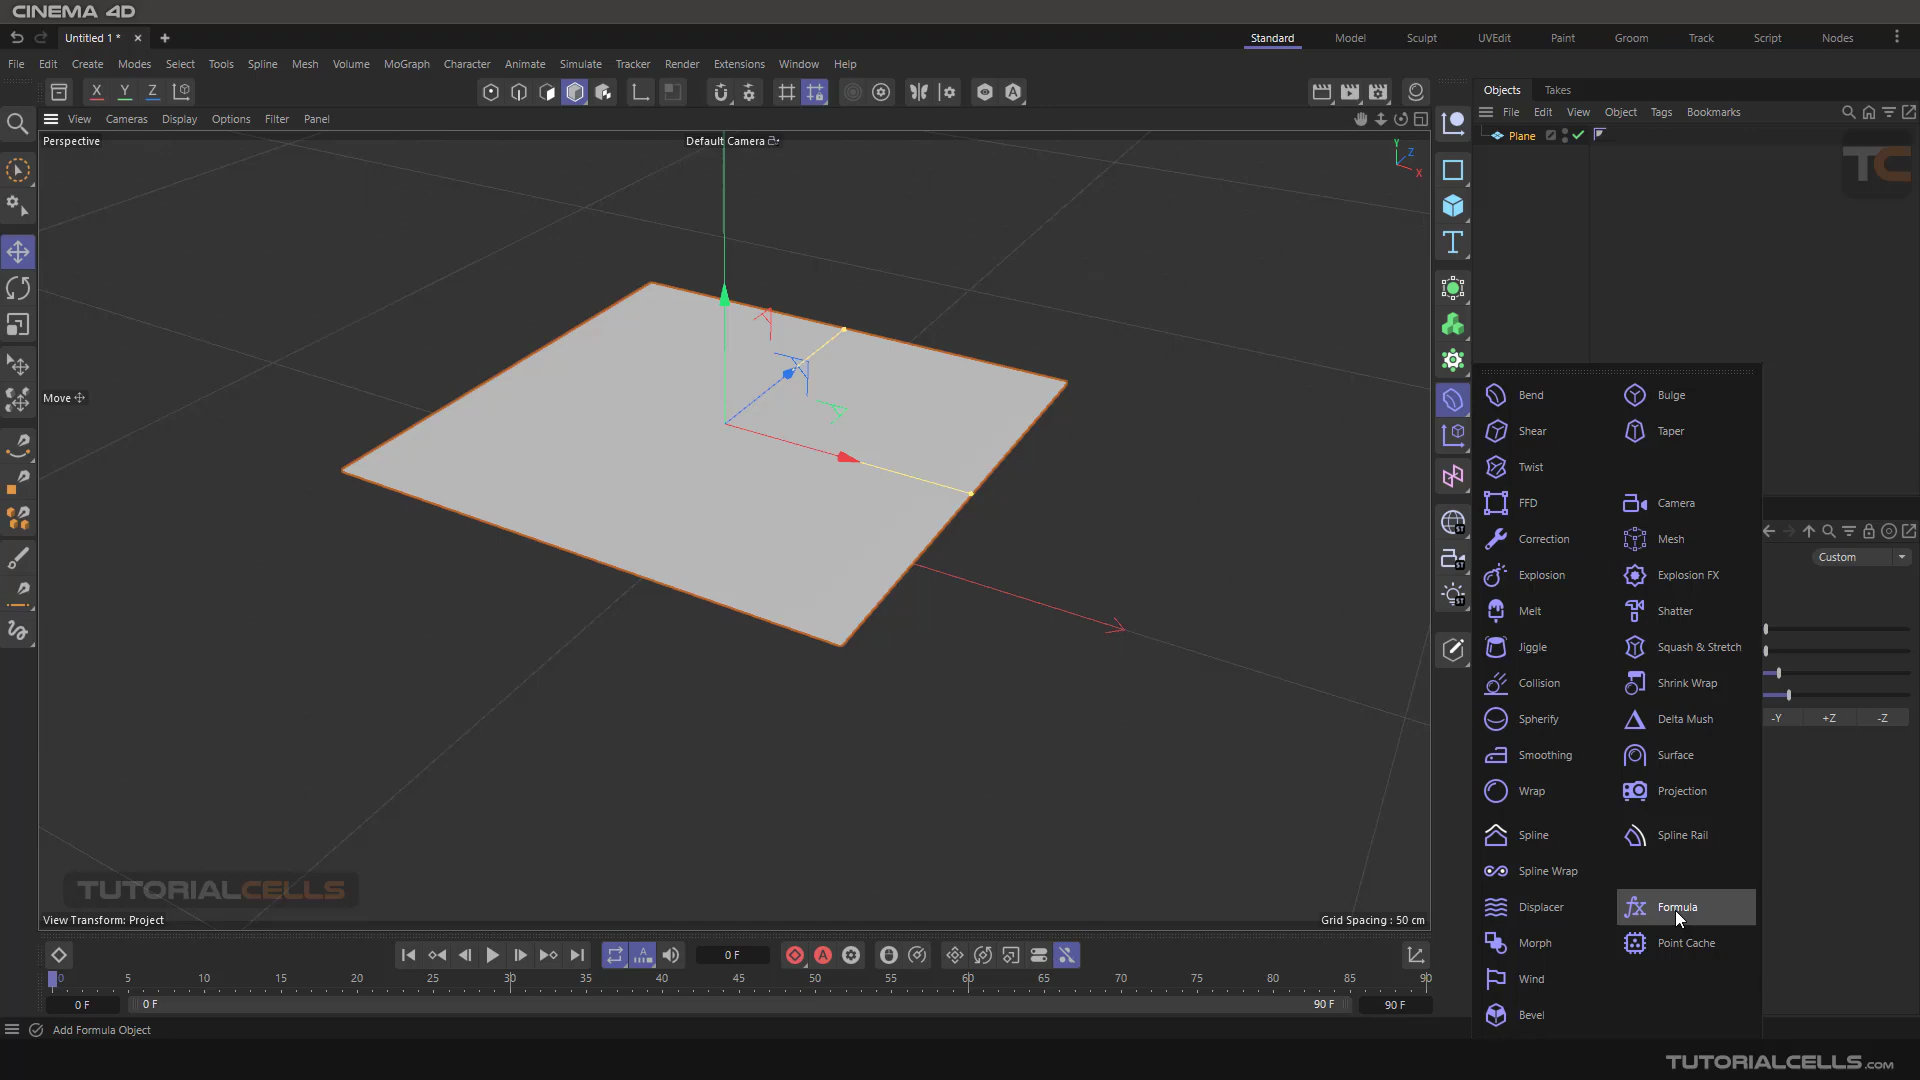 CINEMA 4D
Untitled 1 *
Standard Model Sculpt UVEdit Paint Groom Track Script Nodes
File Edit Create Modes Select Tools Spline Mesh Volume MoGraph Character Animate Simulate Tracker Render Extensions Window Help
X Y Z
Objects Takes
View Cameras Display Options Filter Panel
File Edit View Object Tags Bookmarks
Perspective
Default Camera
Plane
Y
Z
X
TC
Move
Bend Bulge
Shear Taper
Twist
FFD Camera
Correction Mesh
Custom
Explosion Explosion FX
Melt Shatter
Jiggle Squash & Stretch
Collision Shrink Wrap
Spherify Delta Mush
-Y +Z -Z
Smoothing Surface
Wrap Projection
Spline Spline Rail
Spline Wrap
TUTORIALCELLS
Displacer Formula
View Transform: Project
Grid Spacing : 50 cm
Morph Point Cache
0 F
Wind
0 5 10 15 20 25 30 35 40 45 50 55 60 65 70 75 80 85 90
0 F 0 F 90 F 90 F
Bevel
Add Formula Object
TUTORIALCELLS.COM